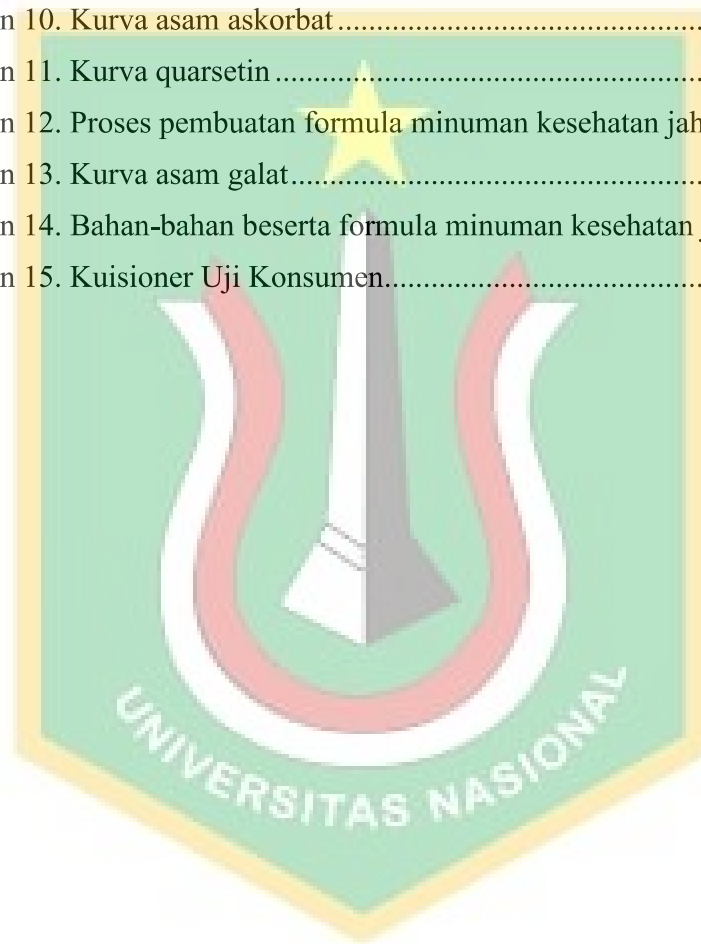 n 10. Kurva asam askorbat................................................
n 11. Kurva quarsetin........................................................
n 12. Proses pembuatan formula minuman kesehatan jah
n 13. Kurva asam galat......................................................
n 14. Bahan-bahan beserta formula minuman kesehatan
n 15. Kuisioner Uji Konsumen..........................................
UNIVERSITAS NASIONAL